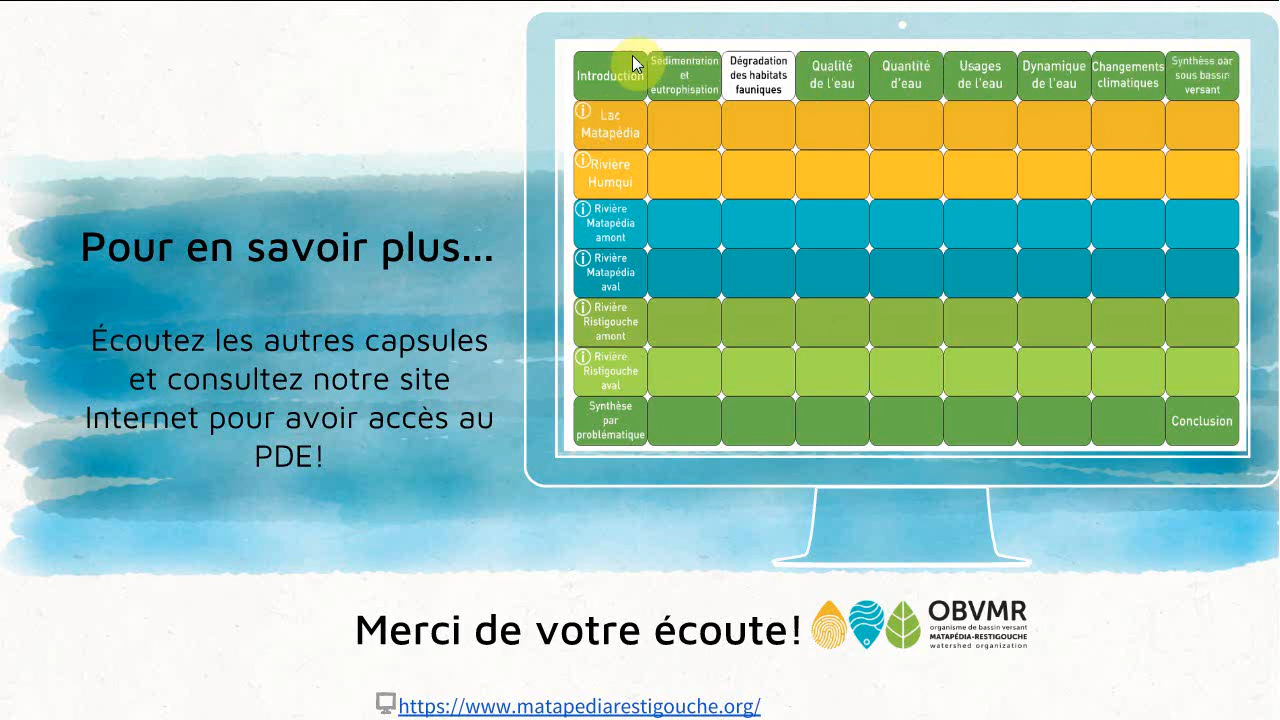 Pour en savoir plus...
Écoutez les autres capsules
et consultez notre site
Internet pour avoir accès au
PDE!
Introduction
Sédimentation
et
eutrophisation
Dégradation
des habitats
fauniques
Qualité
de l'eau
Quantité
d'eau
Usages
de l'eau
Dynamique
de l'eau
Changements
climatiques
Synthèse par
sous bassin
versant
Lac
Matapédia
Rivière
Humqui
Rivière
Matapédia
amont
Rivière
Matapédia
aval
Rivière
Ristigouche
amont
Rivière
Ristigouche
aval
Synthèse
par
problématique
Conclusion
Merci de votre écoute!
OBVMR
organisme de bassin versant
MATAPÉDIA-RESTIGOUCHE
watershed organization
https://www.matapediarestigouche.org/